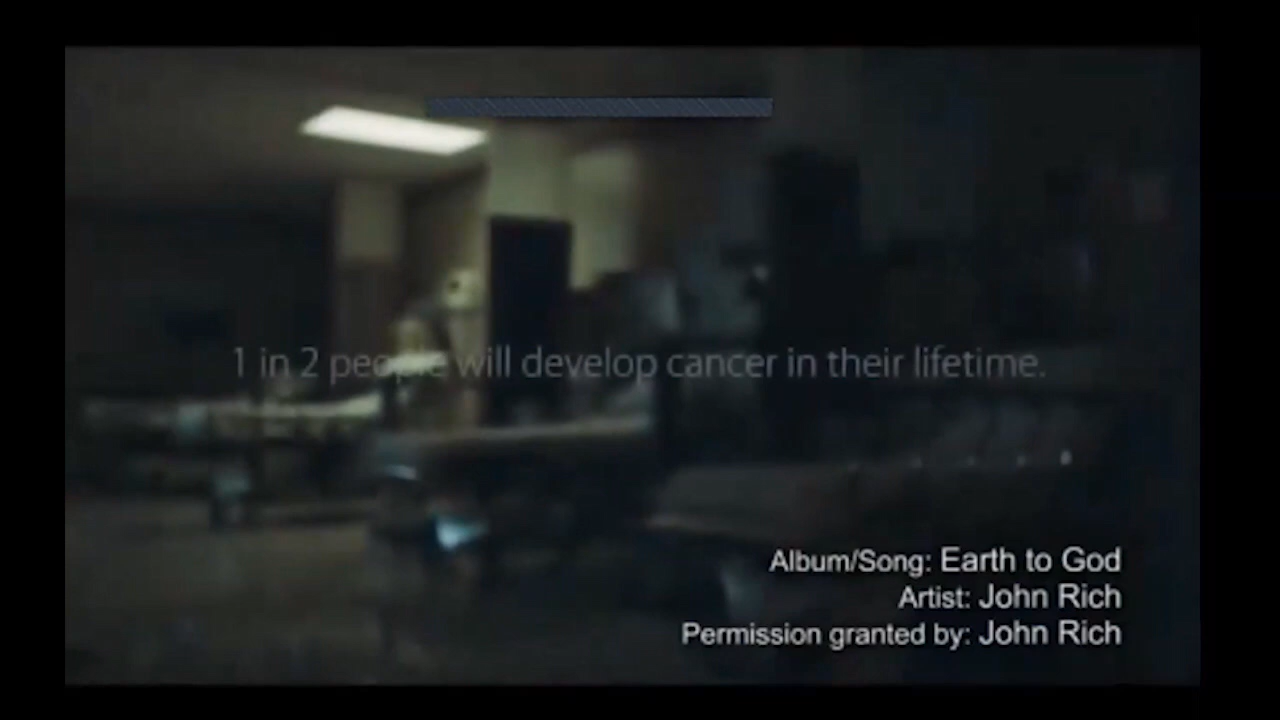 1 in 2 people will develop cancer in their lifetime.
Album/Song: Earth to God
Artist: John Rich
Permission granted by: John Rich